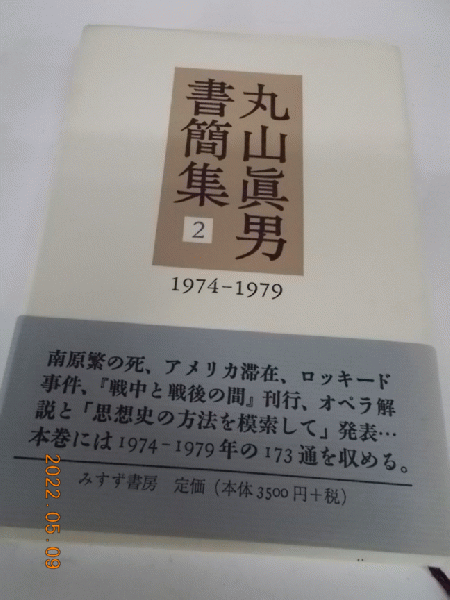 丸山眞男
書簡集
2
1974-1979
南原繁の死、アメリカ滞在、ロッキード
事件、『戦中と戦後の間』刊行、オペラ解
説と「思想史の方法を模索して」発表…
本巻には1974-1979年の173通を収める。
みすず書房 定価（本体3500円+税）
2022.05.09